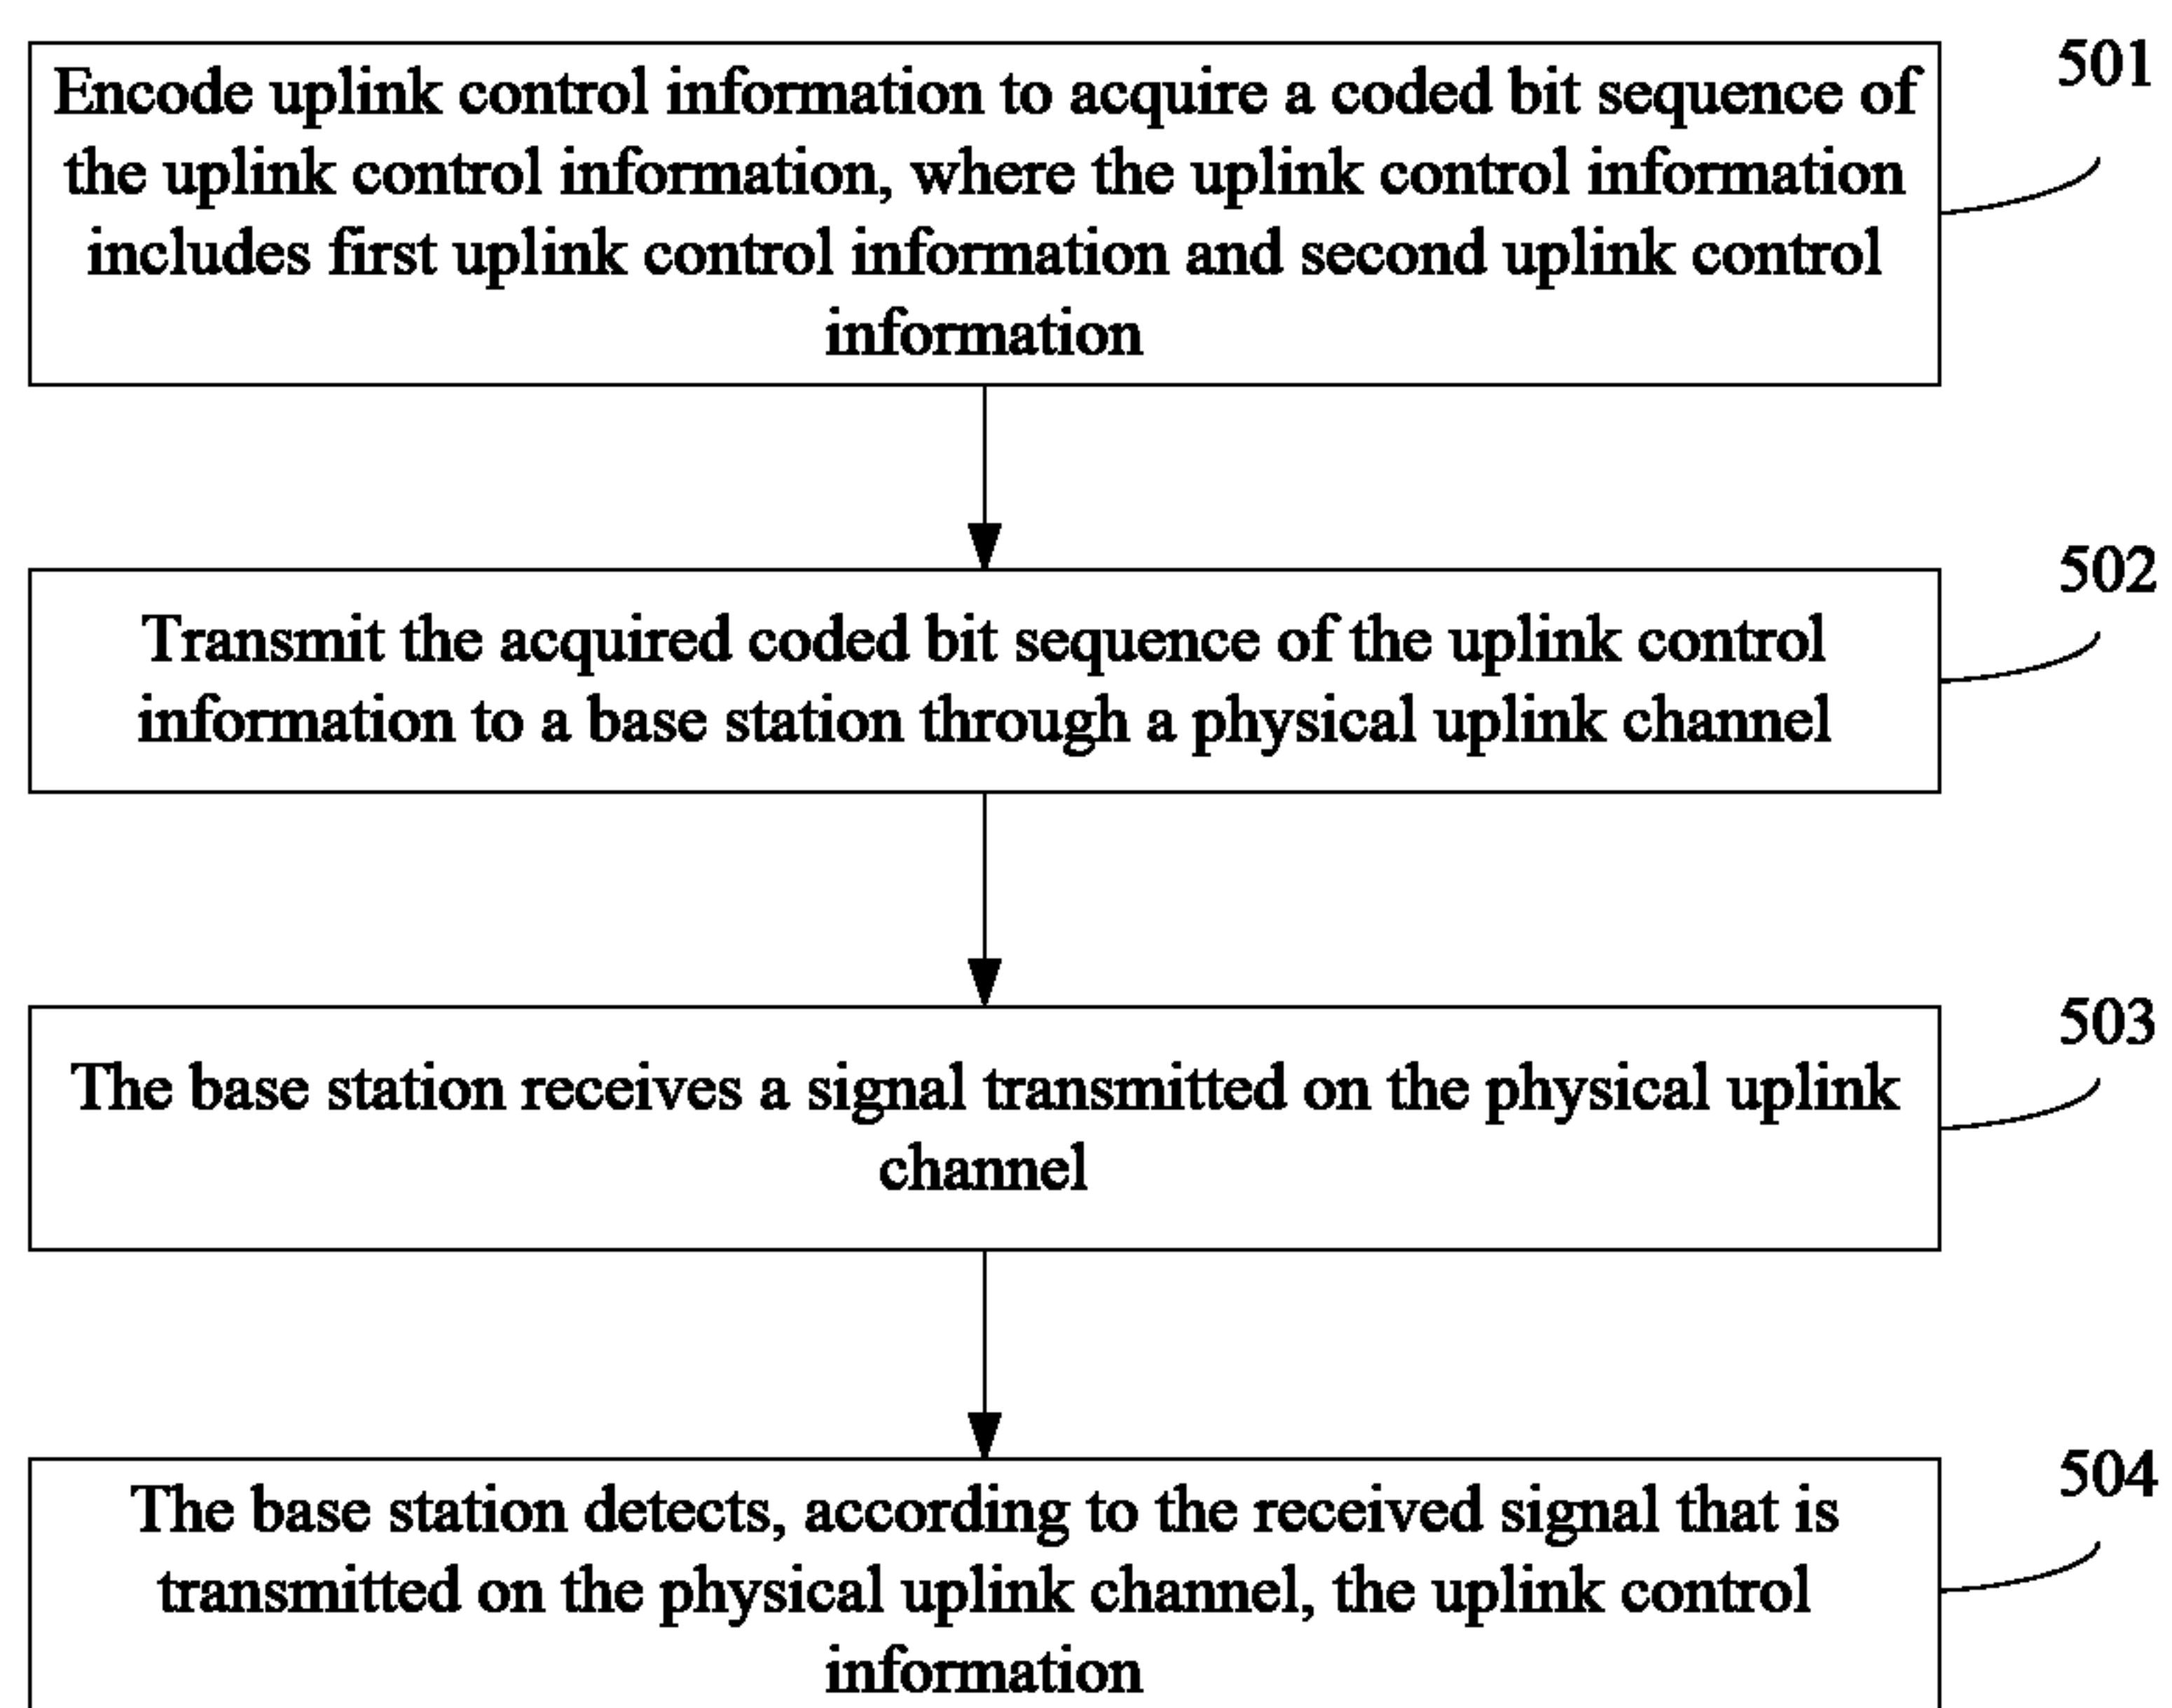 501
Encode uplink control information to acquire a coded bit sequence of
the uplink control information, where the uplink control information
includes first uplink control information and second uplink control
information
502
Transmit the acquired coded bit sequence of the uplink control
information to a base station through a physical uplink channel
503
The base station receives a signal transmitted on the physical uplink
channel
504
The base station detects, according to the received signal that is
transmitted on the physical uplink channel, the uplink control
information